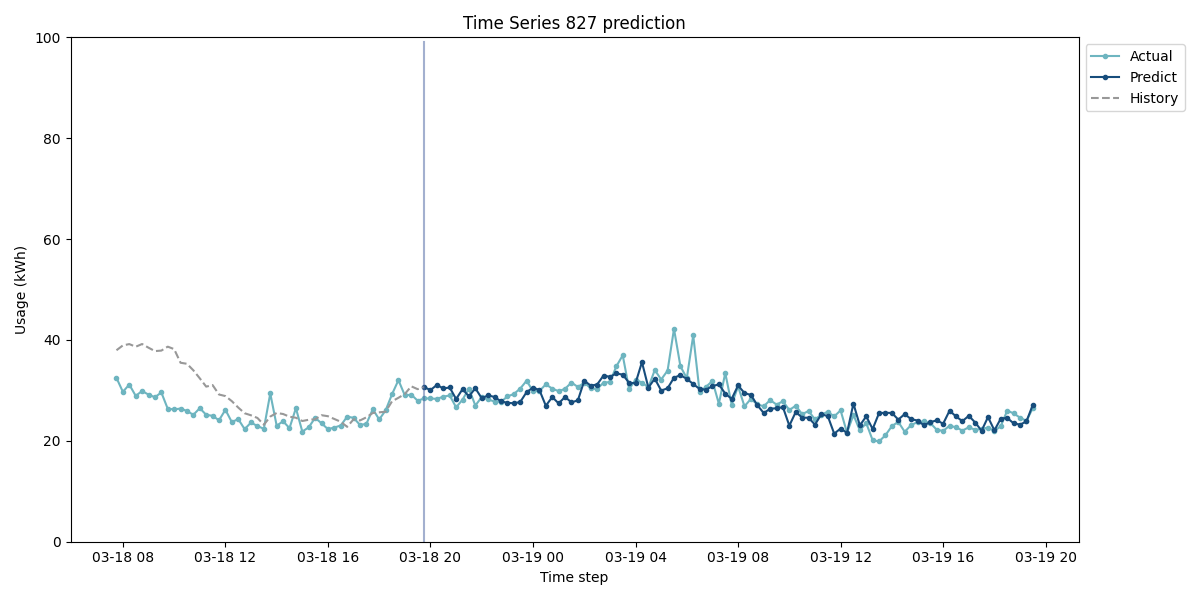 Time Series 827 prediction
Usage (kWh)
100
80
60
40
20
0
03-18 08
03-18 12
03-18 16
03-18 20
03-19 00
03-19 04
03-19 08
03-19 12
03-19 16
03-19 20
Time step
Actual
Predict
History